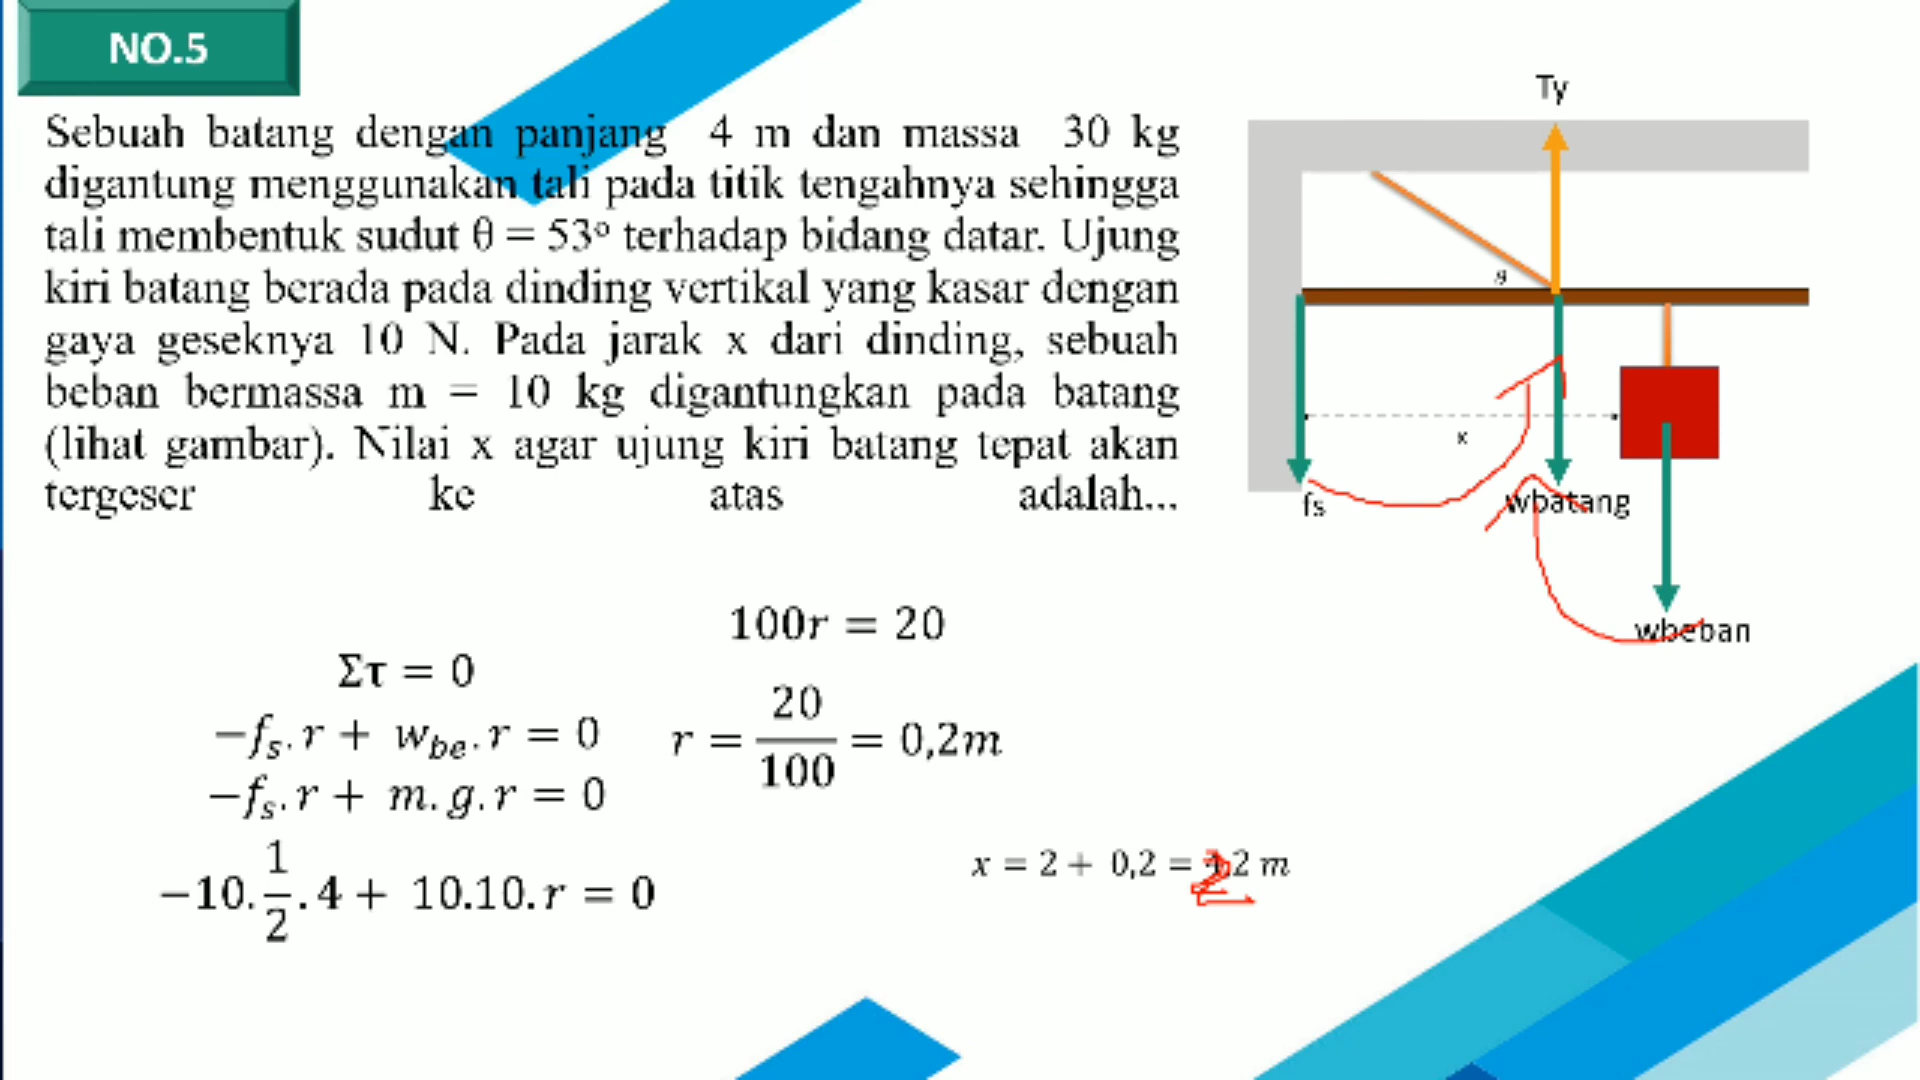 NO.5
Sebuah batang dengan panjang 4 m dan massa 30 kg
digantung menggunakan tali pada titik tengahnya sehingga
tali membentuk sudut θ = 53° terhadap bidang datar. Ujung
kiri batang berada pada dinding vertikal yang kasar dengan
gaya geseknya 10 N. Pada jarak x dari dinding, sebuah
beban bermassa m = 10 kg digantungkan pada batang
(lihat gambar). Nilai x agar ujung kiri batang tepat akan
tergeser ke atas adalah...
Ty
θ
x
fs
wbatang
wbeban
Στ = 0
−fₛ.r + w_be.r = 0
−fₛ.r + m.g.r = 0
−10.1/2.4 + 10.10.r = 0
100r = 20
r = 20/100 = 0,2m
x = 2 + 0,2 = 2,2 m